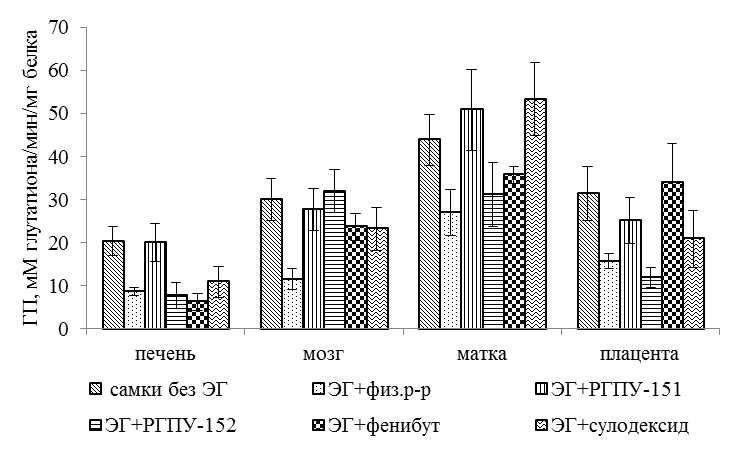 ГП, мМ глутатиона/мин/мг белка
70
60
50
40
30
20
10
0
печень мозг матка плацента
самки без ЭГ ЭГ+физ.р-р ЭГ+РГПУ-151
ЭГ+РГПУ-152 ЭГ+фенибут ЭГ+сулодексид